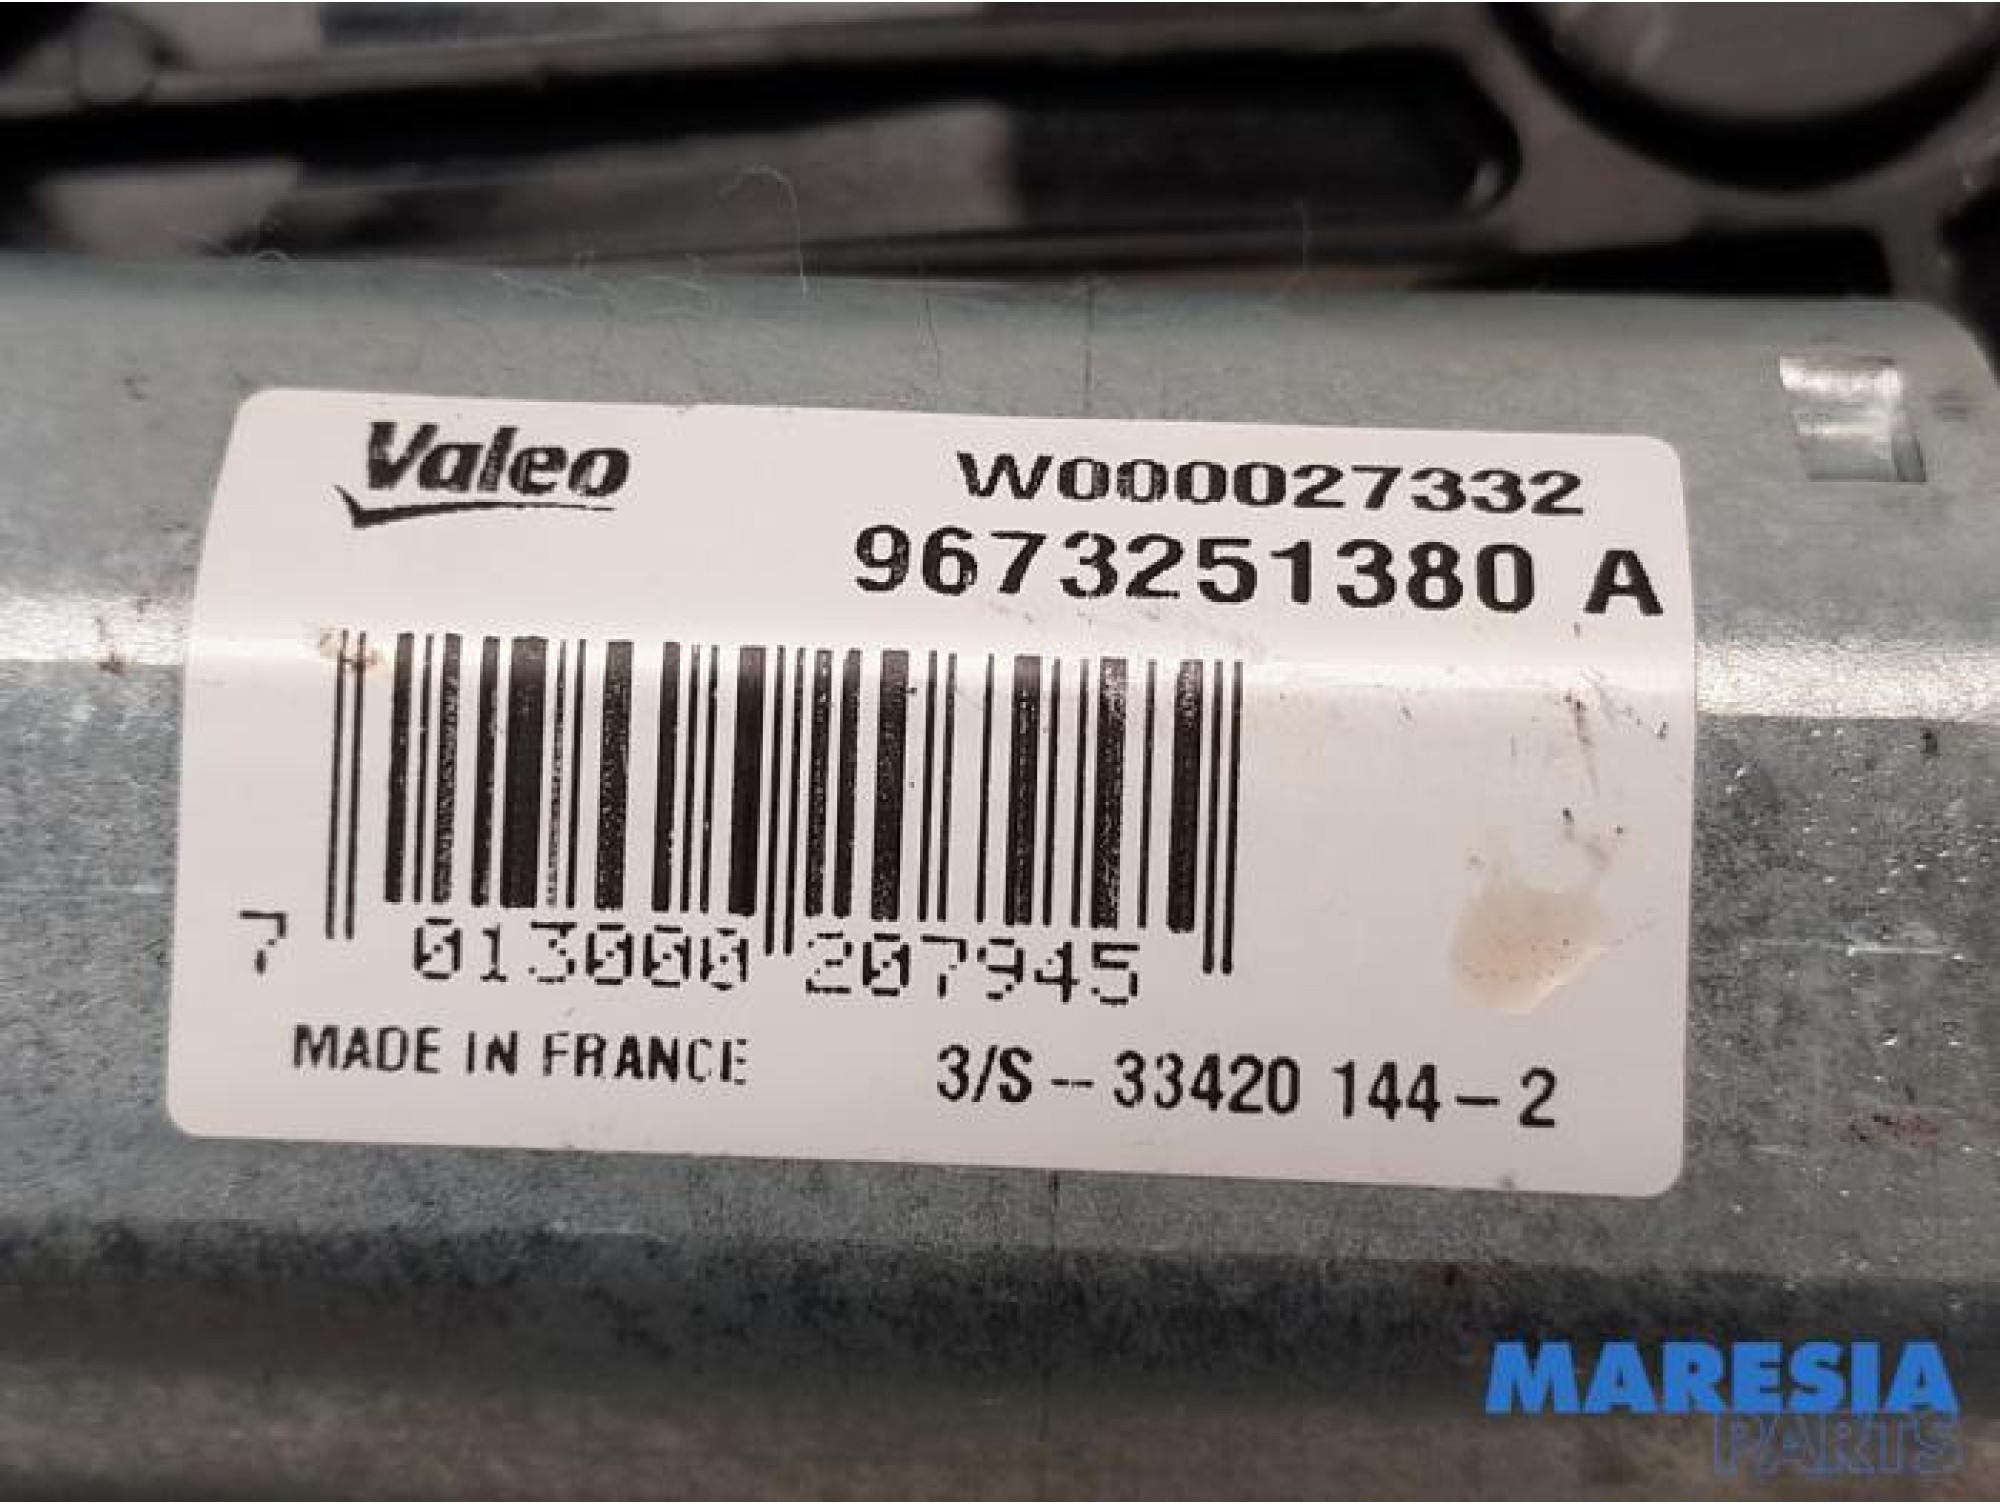 Valeo
W000027332
9673251380 A
7 013000 207945
MADE IN FRANCE
3/S - 33420 144 - 2
MARESIA
PARTS